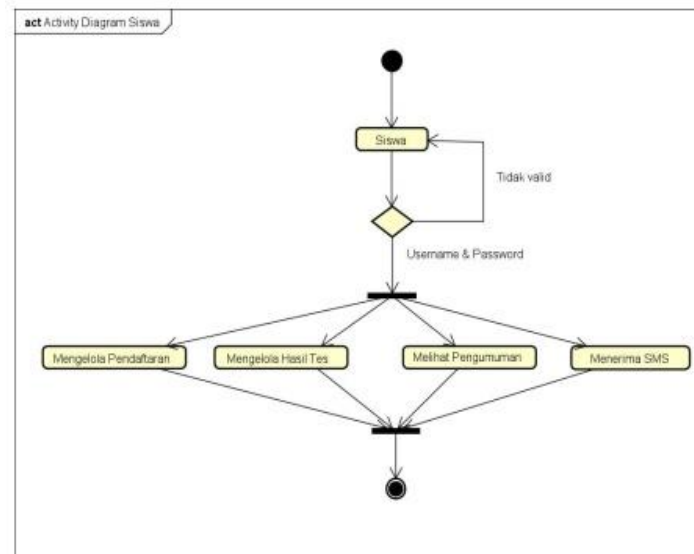 act Activity Diagram Siswa
Siswa
Tidak valid
Username & Password
Mengelola Pendaftaran
Mengelola Hasil Tes
Melihat Pengumuman
Menerima SMS